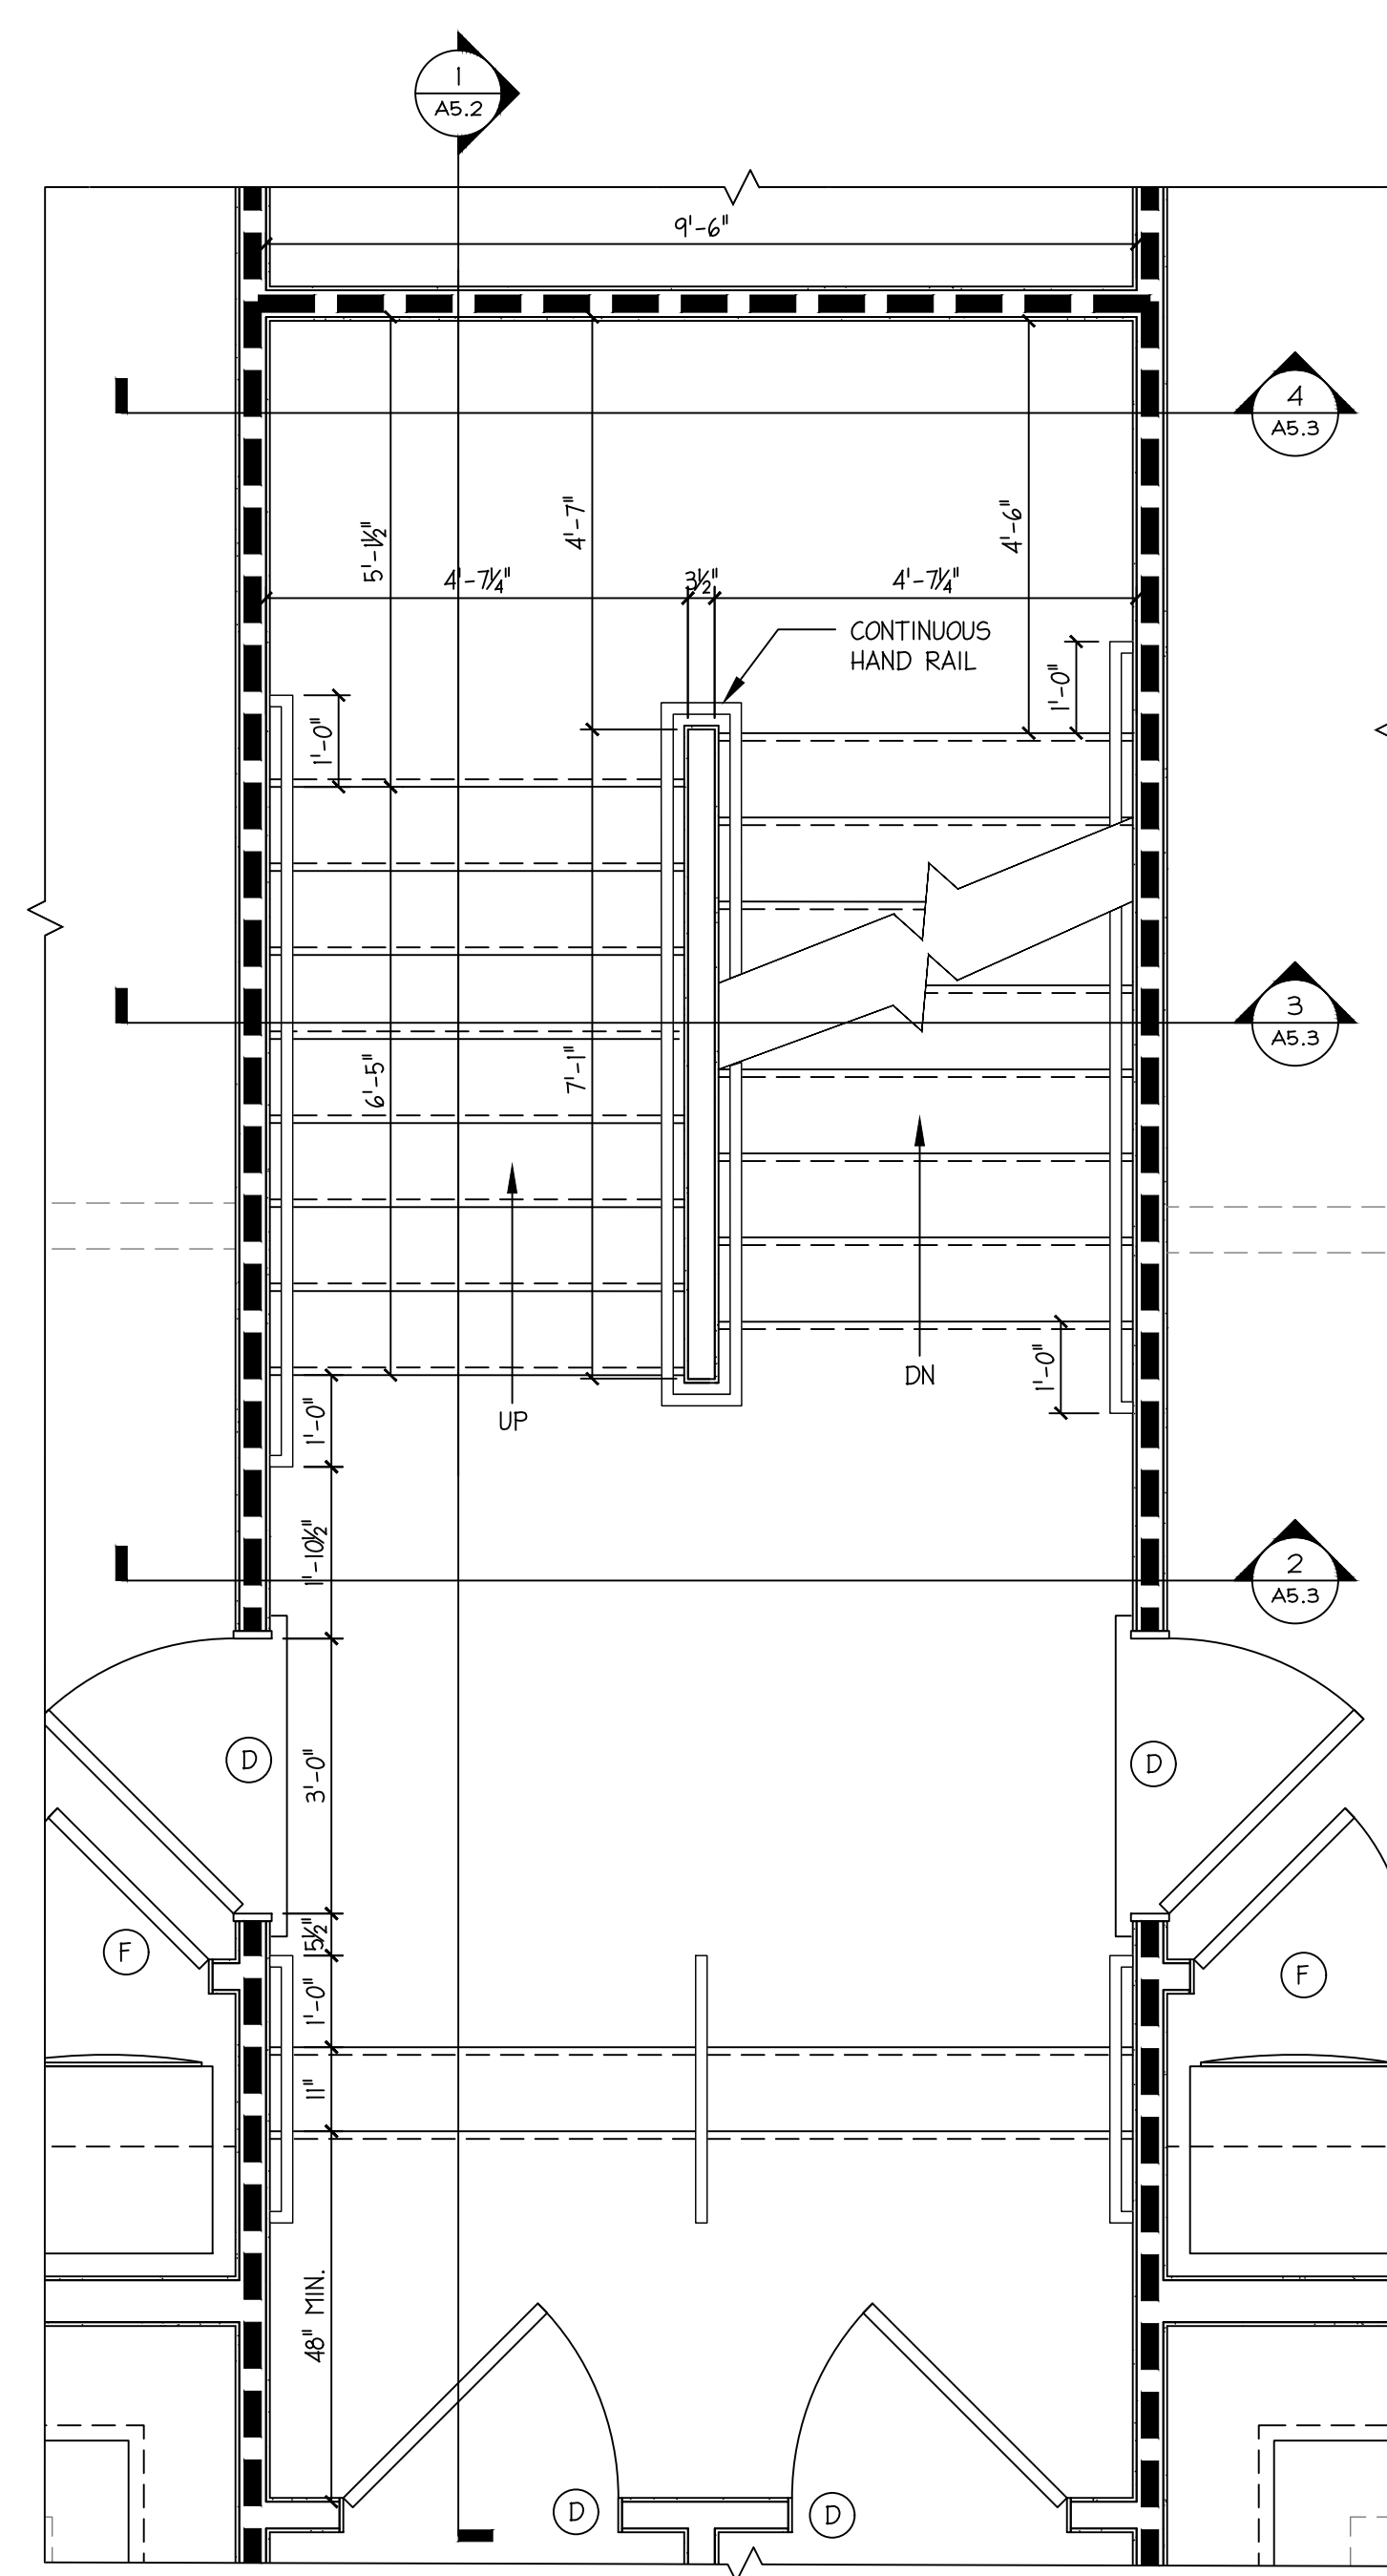 1
A5.2
9'-6"
4
A5.3
5'-1½"
4'-7"
4'-6"
4'-7¼"
3½"
4'-7¼"
CONTINUOUS
HAND RAIL
1'-0"
1'-0"
3
A5.3
6'-5"
7'-1"
DN
1'-0"
UP
1'-0"
1'-10½"
2
A5.3
D
3'-0"
D
5½"
F
F
1'-0"
11"
48" MIN.
D
D